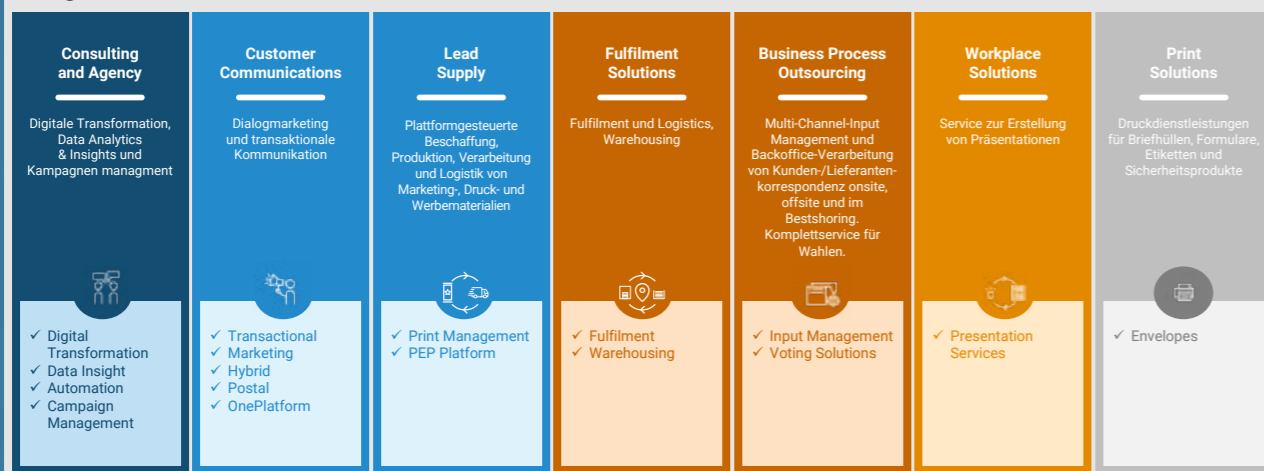 Consulting
and Agency
Digitale Transformation,
Data Analytics
& Insights und
Kampagnen managment
✓ Digital
Transformation
✓ Data Insight
✓ Automation
✓ Campaign
Management
Customer
Communications
Dialogmarketing
und transaktionale
Kommunikation
✓ Transactional
✓ Marketing
✓ Hybrid
✓ Postal
✓ OnePlatform
Lead
Supply
Plattformgesteuerte
Beschaffung,
Produktion, Verarbeitung
und Logistik von
Marketing-, Druck- und
Werbematerialien
✓ Print Management
✓ PEP Platform
Fulfilment
Solutions
Fulfilment und Logistics,
Warehousing
✓ Fulfilment
✓ Warehousing
Business Process
Outsourcing
Multi-Channel-Input
Management und
Backoffice-Verarbeitung
von Kunden-/Lieferanten-
korrespondenz onsite,
offsite und im
Bestshoring.
Komplettservice für
Wahlen.
✓ Input Management
✓ Voting Solutions
Workplace
Solutions
Service zur Erstellung
von Präsentationen
✓ Presentation
Services
Print
Solutions
Druckdienstleistungen
für Briefhüllen, Formulare,
Etiketten und
Sicherheitsprodukte
✓ Envelopes